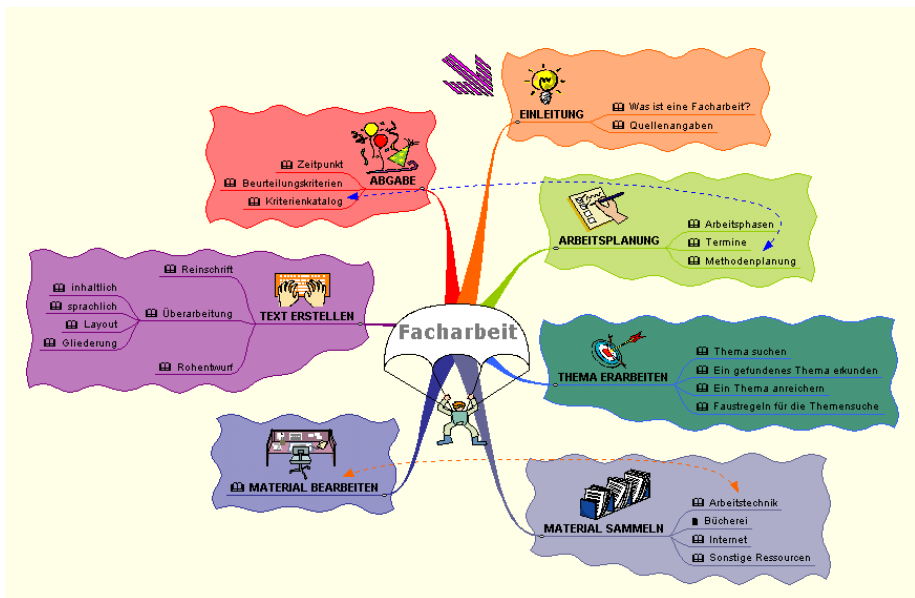 Facharbeit
EINLEITUNG
Was ist eine Facharbeit?
Quellenangaben
ARBEITSPLANUNG
Arbeitsphasen
Termine
Methodenplanung
THEMA ERARBEITEN
Thema suchen
Ein gefundenes Thema erkunden
Ein Thema anreichern
Faustregeln für die Themensuche
MATERIAL SAMMELN
Arbeitstechnik
Bücherei
Internet
Sonstige Ressourcen
MATERIAL BEARBEITEN
TEXT ERSTELLEN
Reinschrift
Überarbeitung
inhaltlich
sprachlich
Layout
Gliederung
Rohentwurf
ABGABE
Zeitpunkt
Beurteilungskriterien
Kriterienkatalog